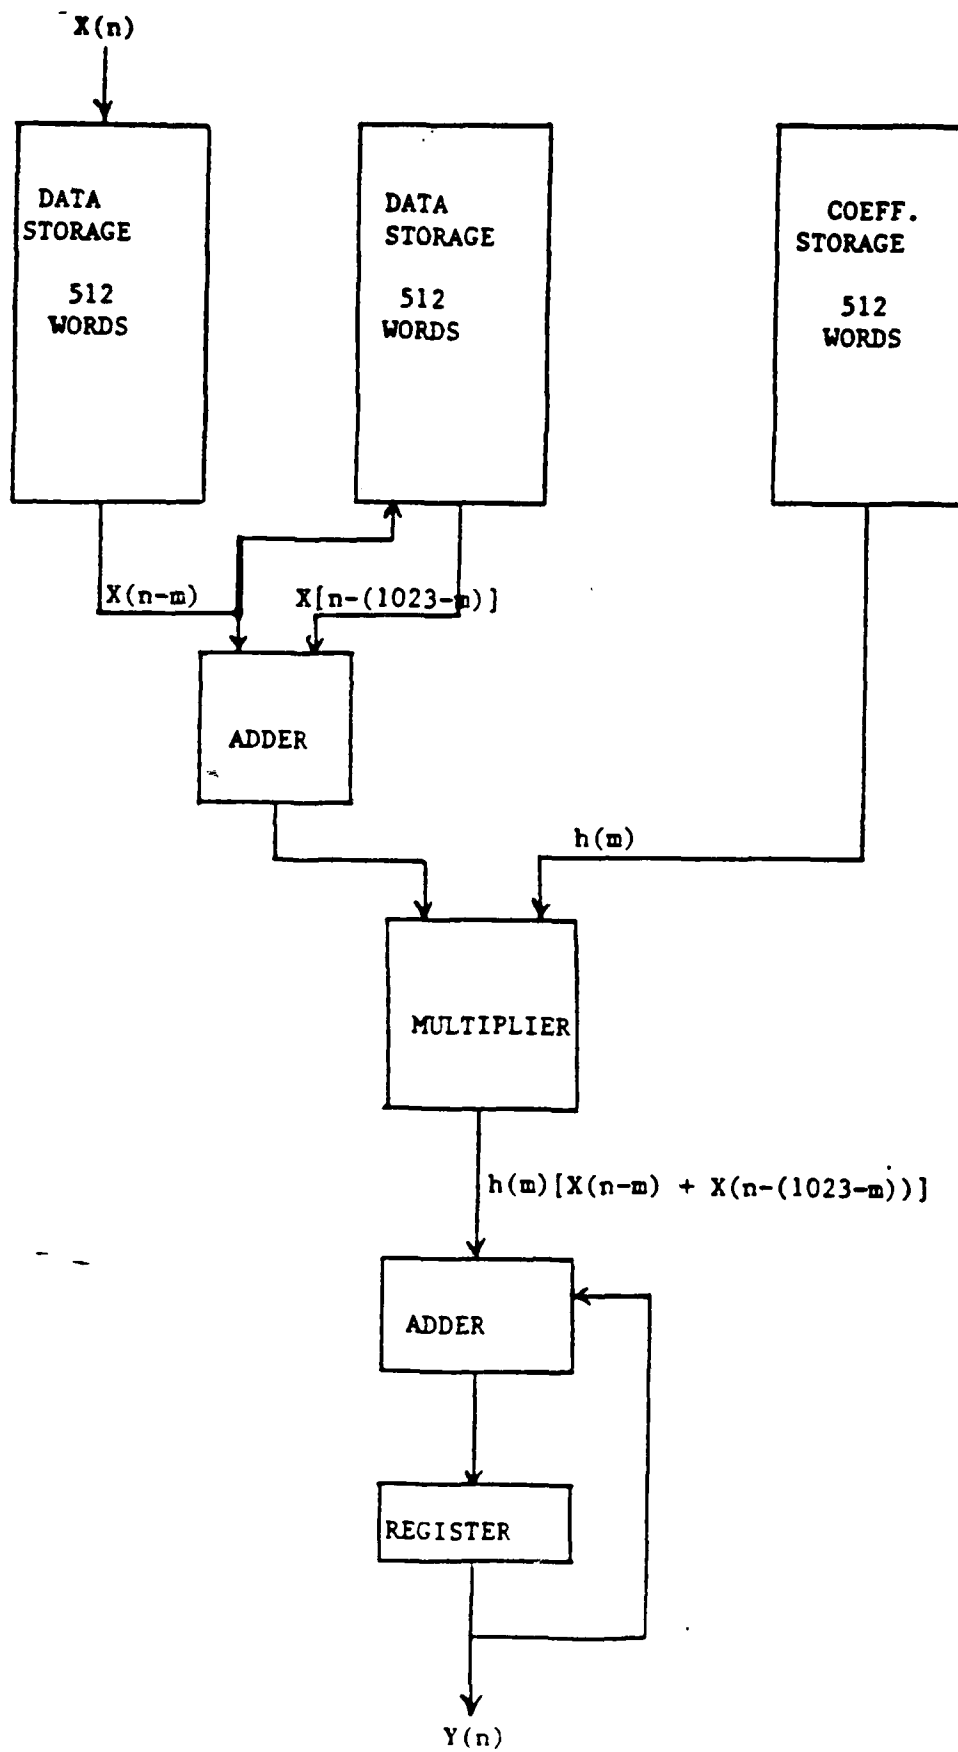 X(n)
DATA
STORAGE
512
WORDS
DATA
STORAGE
512
WORDS
COEFF.
STORAGE
512
WORDS
X(n-m)
X[n-(1023-m)]
ADDER
h(m)
MULTIPLIER
h(m)[X(n-m) + X(n-(1023-m))]
ADDER
REGISTER
Y(n)